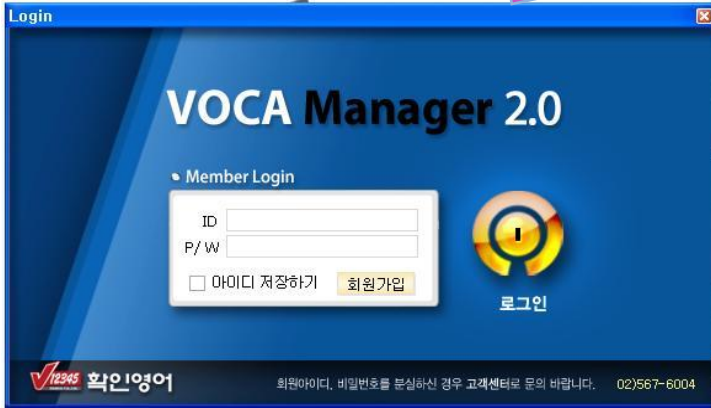 Login
VOCA Manager 2.0
Member Login
ID
P/W
아이디 저장하기 회원가입
로그인
V12345 확인영어
회원아이디, 비밀번호를 분실하신 경우 고객센터로 문의 바랍니다. 02)567-6004